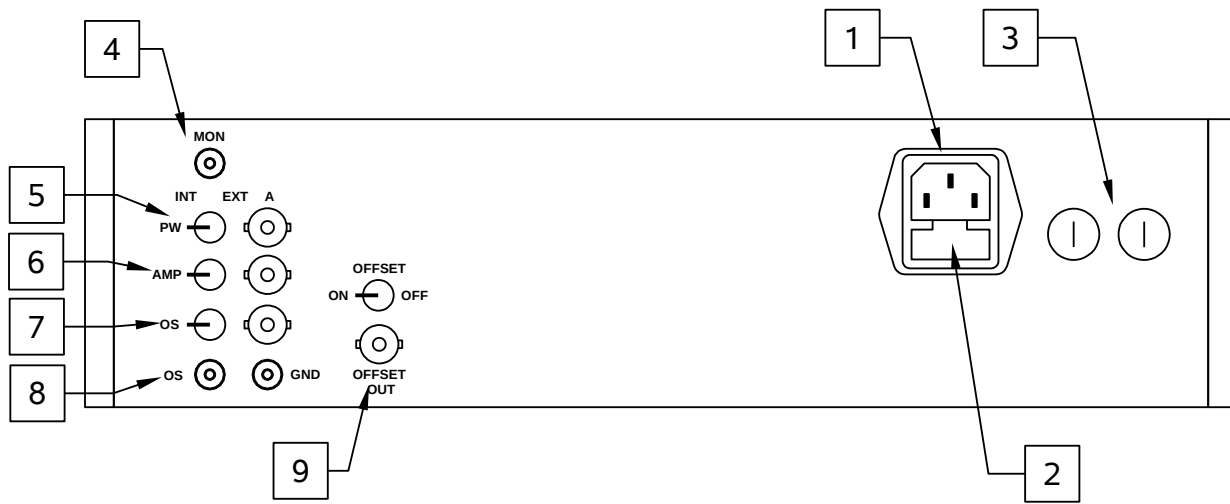 4
1
3
MON
INT EXT A
5
PW
6
AMP
OFFSET
ON OFF
7
OS
8
OS GND
OFFSET
OUT
9
2